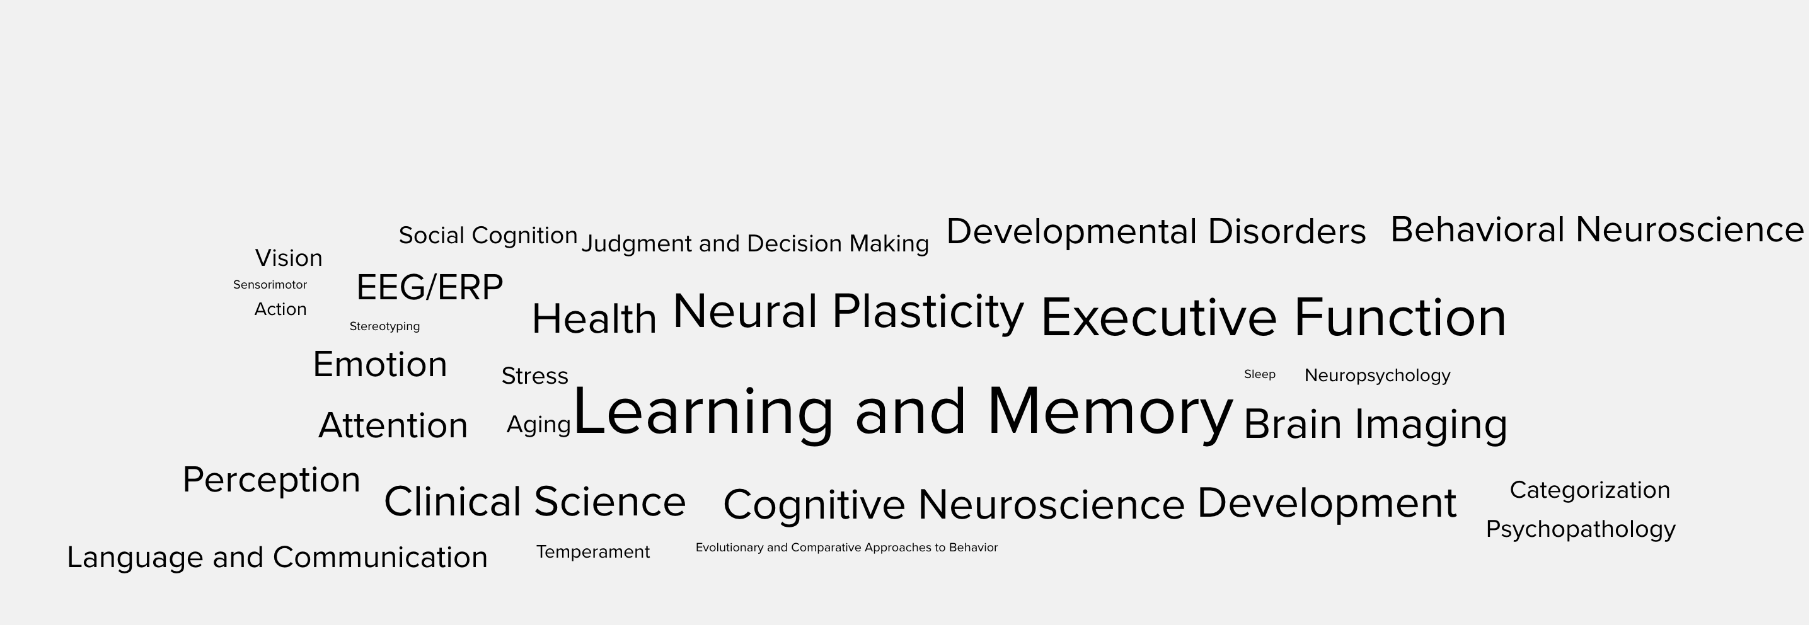 Social Cognition
Judgment and Decision Making
Developmental Disorders
Behavioral Neuroscience
Vision
Sensorimotor
EEG/ERP
Action
Stereotyping
Health
Neural Plasticity
Executive Function
Emotion
Stress
Sleep
Neuropsychology
Attention
Aging
Learning and Memory
Brain Imaging
Perception
Clinical Science
Cognitive Neuroscience
Development
Categorization
Psychopathology
Language and Communication
Temperament
Evolutionary and Comparative Approaches to Behavior